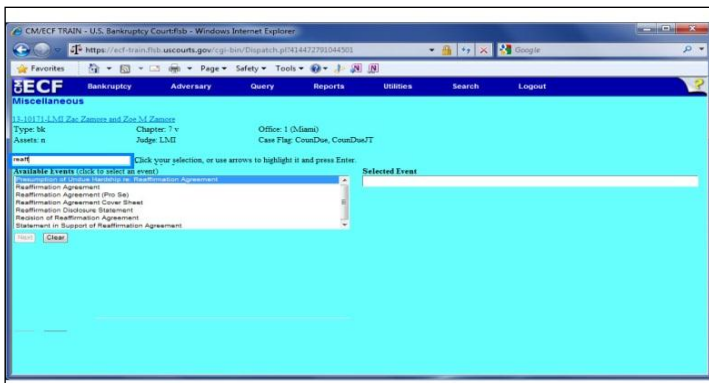 CM/ECF TRAIN - U.S. Bankruptcy Court:flsb - Windows Internet Explorer
https://ecf-train.flsb.uscourts.gov/cgi-bin/Dispatch.pl?414472791044501
Google
Favorites Page Safety Tools
ECF Bankruptcy Adversary Query Reports Utilities Search Logout ?
Miscellaneous
13-10171-LMI Zac Zamore and Zoe M Zamore
Type: bk Chapter: 7 v Office: 1 (Miami)
Assets: n Judge: LMI Case Flag: CounDue, CounDueJT
reaff Click your selection, or use arrows to highlight it and press Enter.
Available Events (click to select an event) Selected Event
Presumption of Undue Hardship re: Reaffirmation Agreement
Reaffirmation Agreement
Reaffirmation Agreement (Pro Se)
Reaffirmation Agreement Cover Sheet
Reaffirmation Disclosure Statement
Recision of Reaffirmation Agreement
Statement in Support of Reaffirmation Agreement
Next Clear